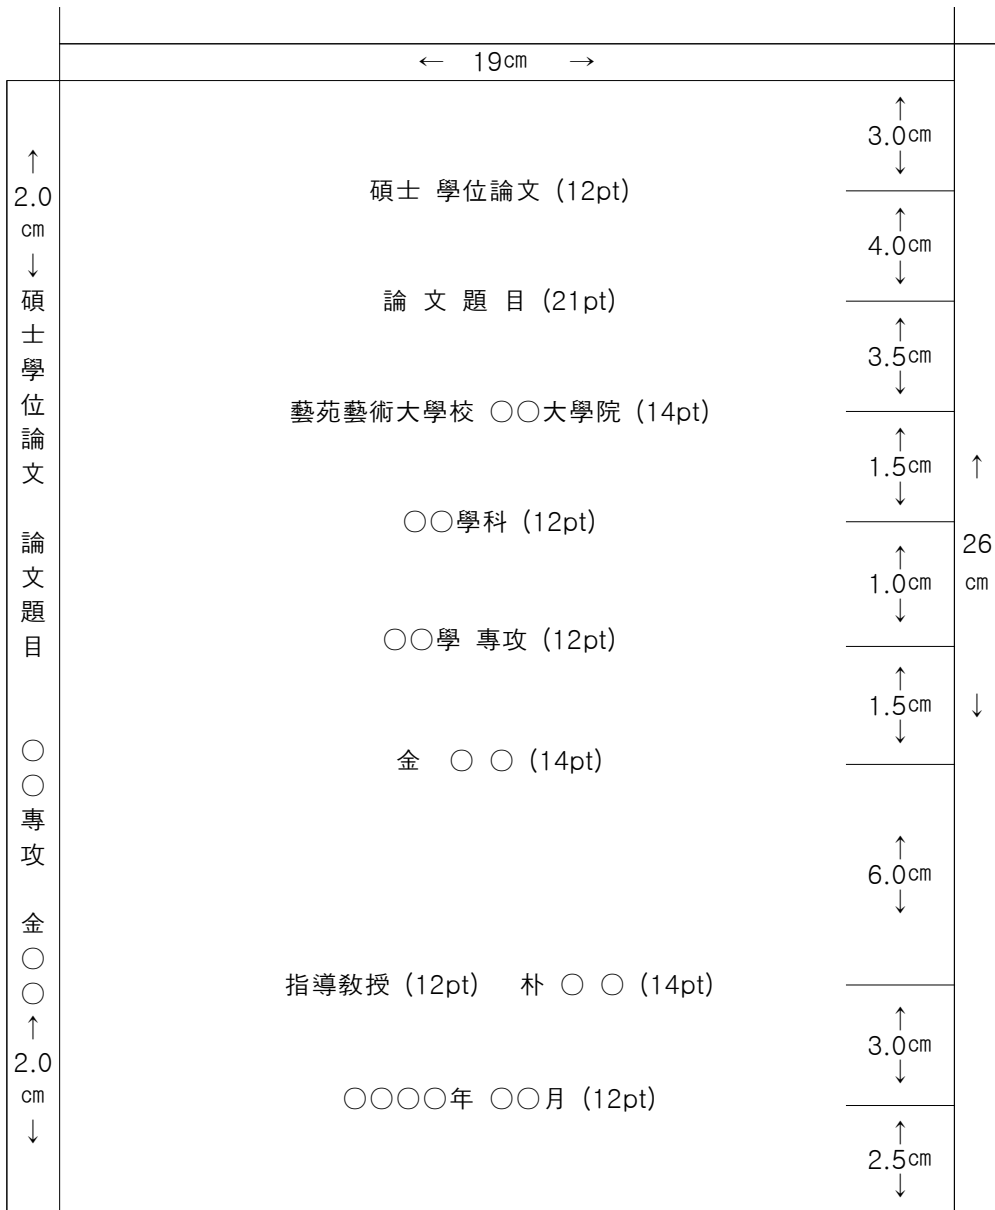 ← 19㎝ →
↑
3.0㎝
↓
碩士 學位論文 (12pt)
↑
4.0㎝
↓
論 文 題 目 (21pt)
↑
3.5㎝
↓
藝苑藝術大學校 ○○大學院 (14pt)
↑
1.5㎝
↓
○○學科 (12pt)
↑
1.0㎝
↓
○○學 專攻 (12pt)
↑
1.5㎝
↓
金 ○ ○ (14pt)
↑
6.0㎝
↓
指導敎授 (12pt) 朴 ○ ○ (14pt)
↑
3.0㎝
↓
○○○○年 ○○月 (12pt)
↑
2.5㎝
↓
↑
2.0
㎝
↓
碩
士
學
位
論
文
論
文
題
目
○
○
專
攻
金
○
○
↑
2.0
㎝
↓
↑
26
㎝
↓